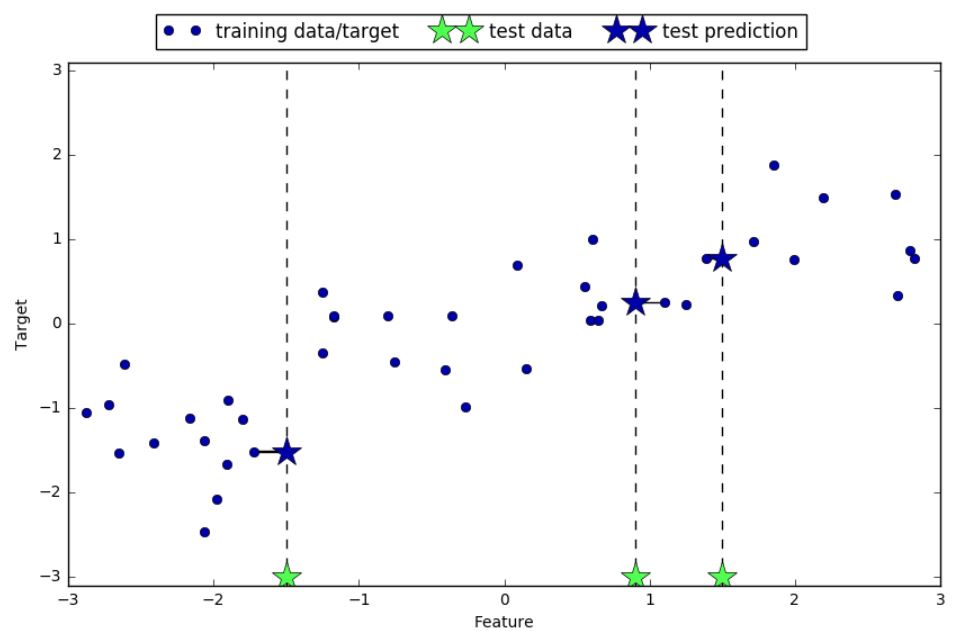 training data/target test data test prediction
3
2
1
0
−1
−2
−3
Target
−3 −2 −1 0 1 2 3
Feature